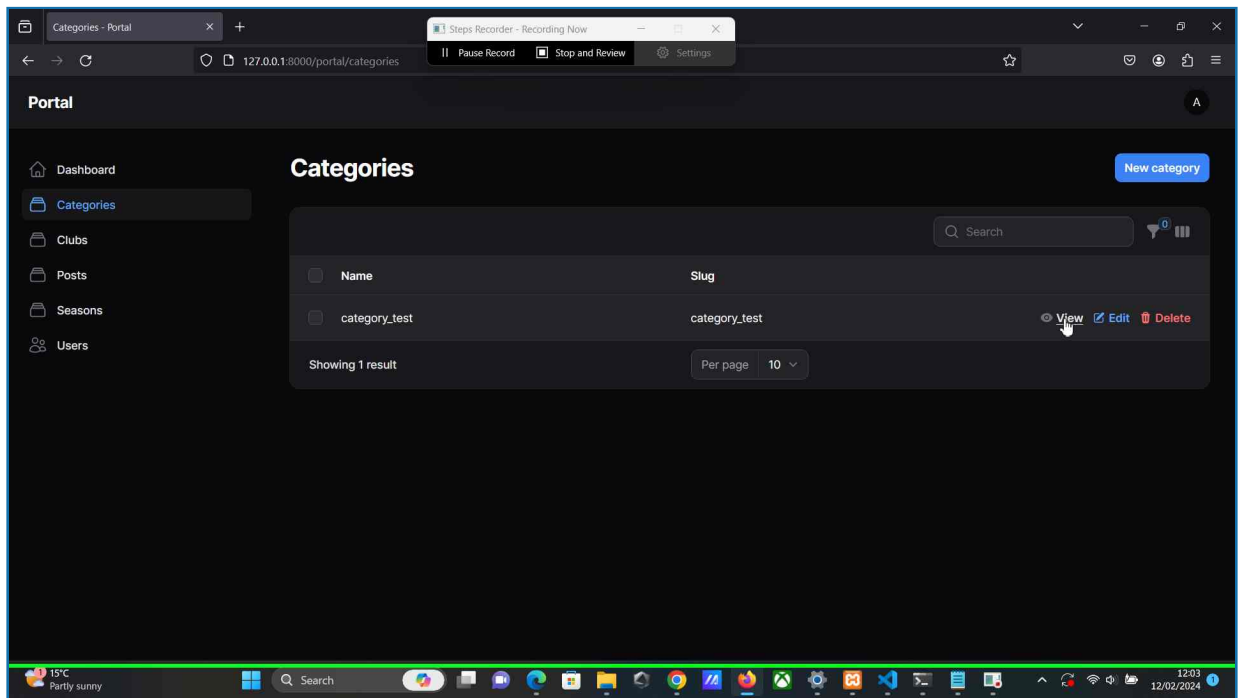 Categories - Portal
Steps Recorder - Recording Now
Pause Record Stop and Review Settings
127.0.0.1:8000/portal/categories
Portal
A
Dashboard
Categories
Clubs
Posts
Seasons
Users
Categories
New category
Search
0
Name Slug
category_test category_test View Edit Delete
Showing 1 result Per page 10
1
15°C
Partly sunny
Search
12:03
12/02/2024
1